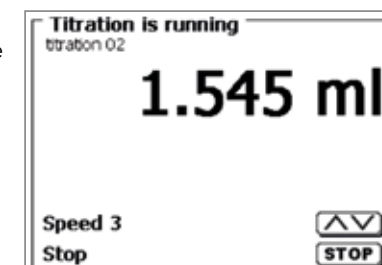 Titration is running
titration 02
e
1.545 ml
Speed 3
Stop STOP